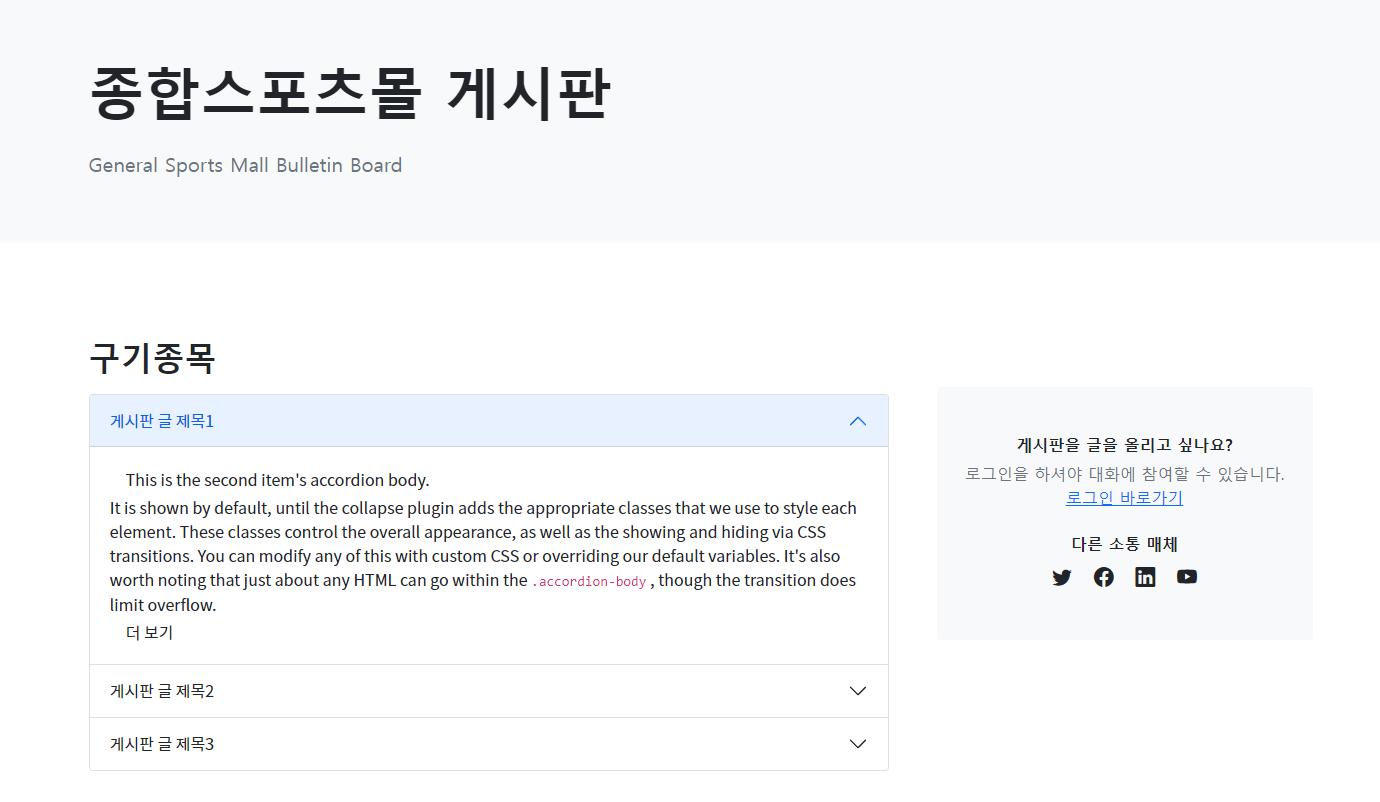 종합스포츠몰 게시판
General Sports Mall Bulletin Board
구기종목
게시판 글 제목1
This is the second item's accordion body.
It is shown by default, until the collapse plugin adds the appropriate classes that we use to style each
element. These classes control the overall appearance, as well as the showing and hiding via CSS
transitions. You can modify any of this with custom CSS or overriding our default variables. It's also
worth noting that just about any HTML can go within the .accordion-body, though the transition does
limit overflow.
더 보기
게시판 글 제목2
게시판 글 제목3
게시판을 글을 올리고 싶나요?
로그인을 하셔야 대화에 참여할 수 있습니다.
로그인 바로가기
다른 소통 매체